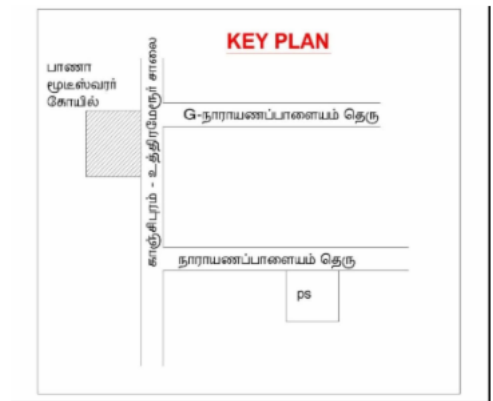 KEY PLAN
பாணா
மூடீஸ்வரர்
கோயில்
காஞ்சிபுரம் - உத்திரமேரூர் சாலை
G-நாராயணப்பாளையம் தெரு
நாராயணப்பாளையம் தெரு
ps